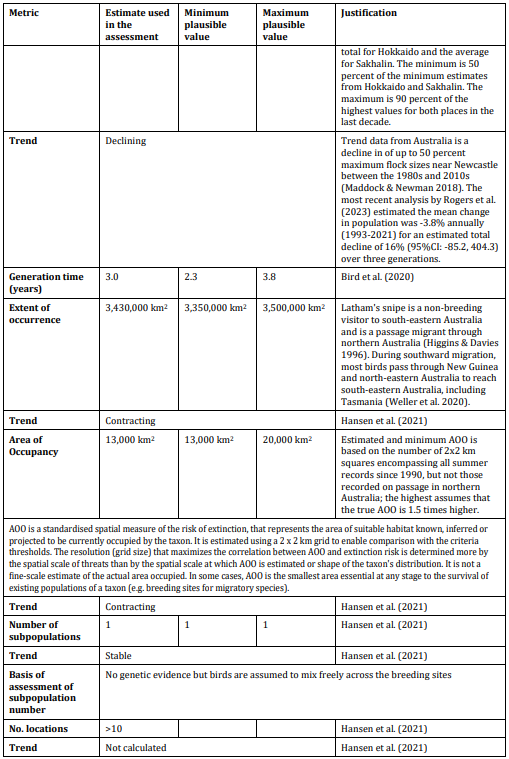 Metric
Estimate used
in the
assessment
Minimum
plausible
value
Maximum
plausible
value
Justification
total for Hokkaido and the average
for Sakhalin. The minimum is 50
percent of the minimum estimates
from Hokkaido and Sakhalin. The
maximum is 90 percent of the
highest values for both places in the
last decade.
Trend
Declining
Trend data from Australia is a
decline in of up to 50 percent
maximum flock sizes near Newcastle
between the 1980s and 2010s
(Maddock & Newman 2018). The
most recent analysis by Rogers et al.
(2023) estimated the mean change
in population was -3.8% annually
(1993-2021) for an estimated total
decline of 16% (95%CI: -85.2, 404.3)
over three generations.
Generation time
(years)
3.0
2.3
3.8
Bird et al. (2020)
Extent of
occurrence
3,430,000 km²
3,350,000 km²
3,500,000 km²
Latham's snipe is a non-breeding
visitor to south-eastern Australia
and is a passage migrant through
northern Australia (Higgins & Davies
1996). During southward migration,
most birds pass through New Guinea
and north-eastern Australia to reach
south-eastern Australia, including
Tasmania (Weller et al. 2020).
Trend
Contracting
Hansen et al. (2021)
Area of
Occupancy
13,000 km²
13,000 km²
20,000 km²
Estimated and minimum AOO is
based on the number of 2x2 km
squares encompassing all summer
records since 1990, but not those
recorded on passage in northern
Australia; the highest assumes that
the true AOO is 1.5 times higher.
AOO is a standardised spatial measure of the risk of extinction, that represents the area of suitable habitat known, inferred or
projected to be currently occupied by the taxon. It is estimated using a 2 x 2 km grid to enable comparison with the criteria
thresholds. The resolution (grid size) that maximizes the correlation between AOO and extinction risk is determined more by
the spatial scale of threats than by the spatial scale at which AOO is estimated or shape of the taxon's distribution. It is not a
fine-scale estimate of the actual area occupied. In some cases, AOO is the smallest area essential at any stage to the survival of
existing populations of a taxon (e.g. breeding sites for migratory species).
Trend
Contracting
Hansen et al. (2021)
Number of
subpopulations
1
1
1
Hansen et al. (2021)
Trend
Stable
Hansen et al. (2021)
Basis of
assessment of
subpopulation
number
No genetic evidence but birds are assumed to mix freely across the breeding sites
No. locations
>10
Hansen et al. (2021)
Trend
Not calculated
Hansen et al. (2021)